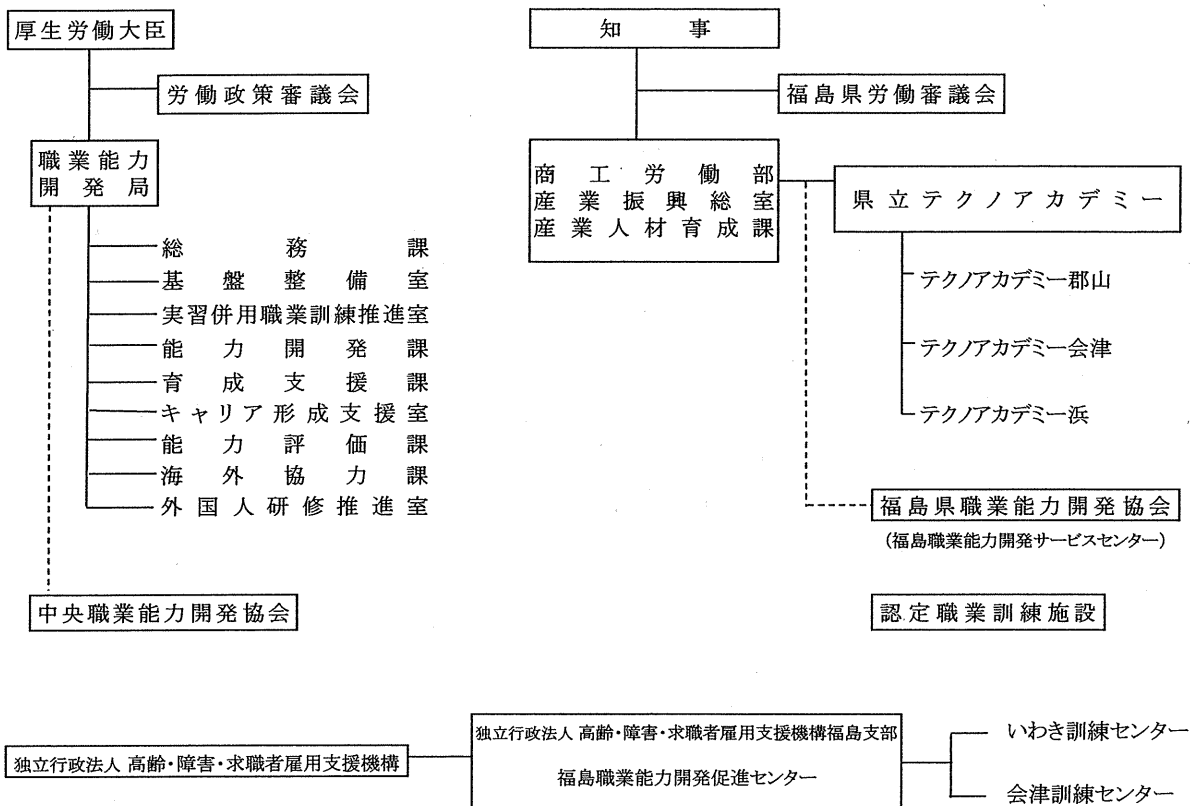 厚生労働大臣
労働政策審議会
職業能力
開発局
総務課
基盤整備室
実習併用職業訓練推進室
能力開発課
育成支援課
キャリア形成支援室
能力評価課
海外協力課
外国人研修推進室
中央職業能力開発協会
知事
福島県労働審議会
商工労働部
産業振興総室
産業人材育成課
県立テクノアカデミー
テクノアカデミー郡山
テクノアカデミー会津
テクノアカデミー浜
福島県職業能力開発協会
(福島職業能力開発サービスセンター)
認定職業訓練施設
独立行政法人 高齢・障害・求職者雇用支援機構
独立行政法人 高齢・障害・求職者雇用支援機構福島支部
福島職業能力開発促進センター
いわき訓練センター
会津訓練センター